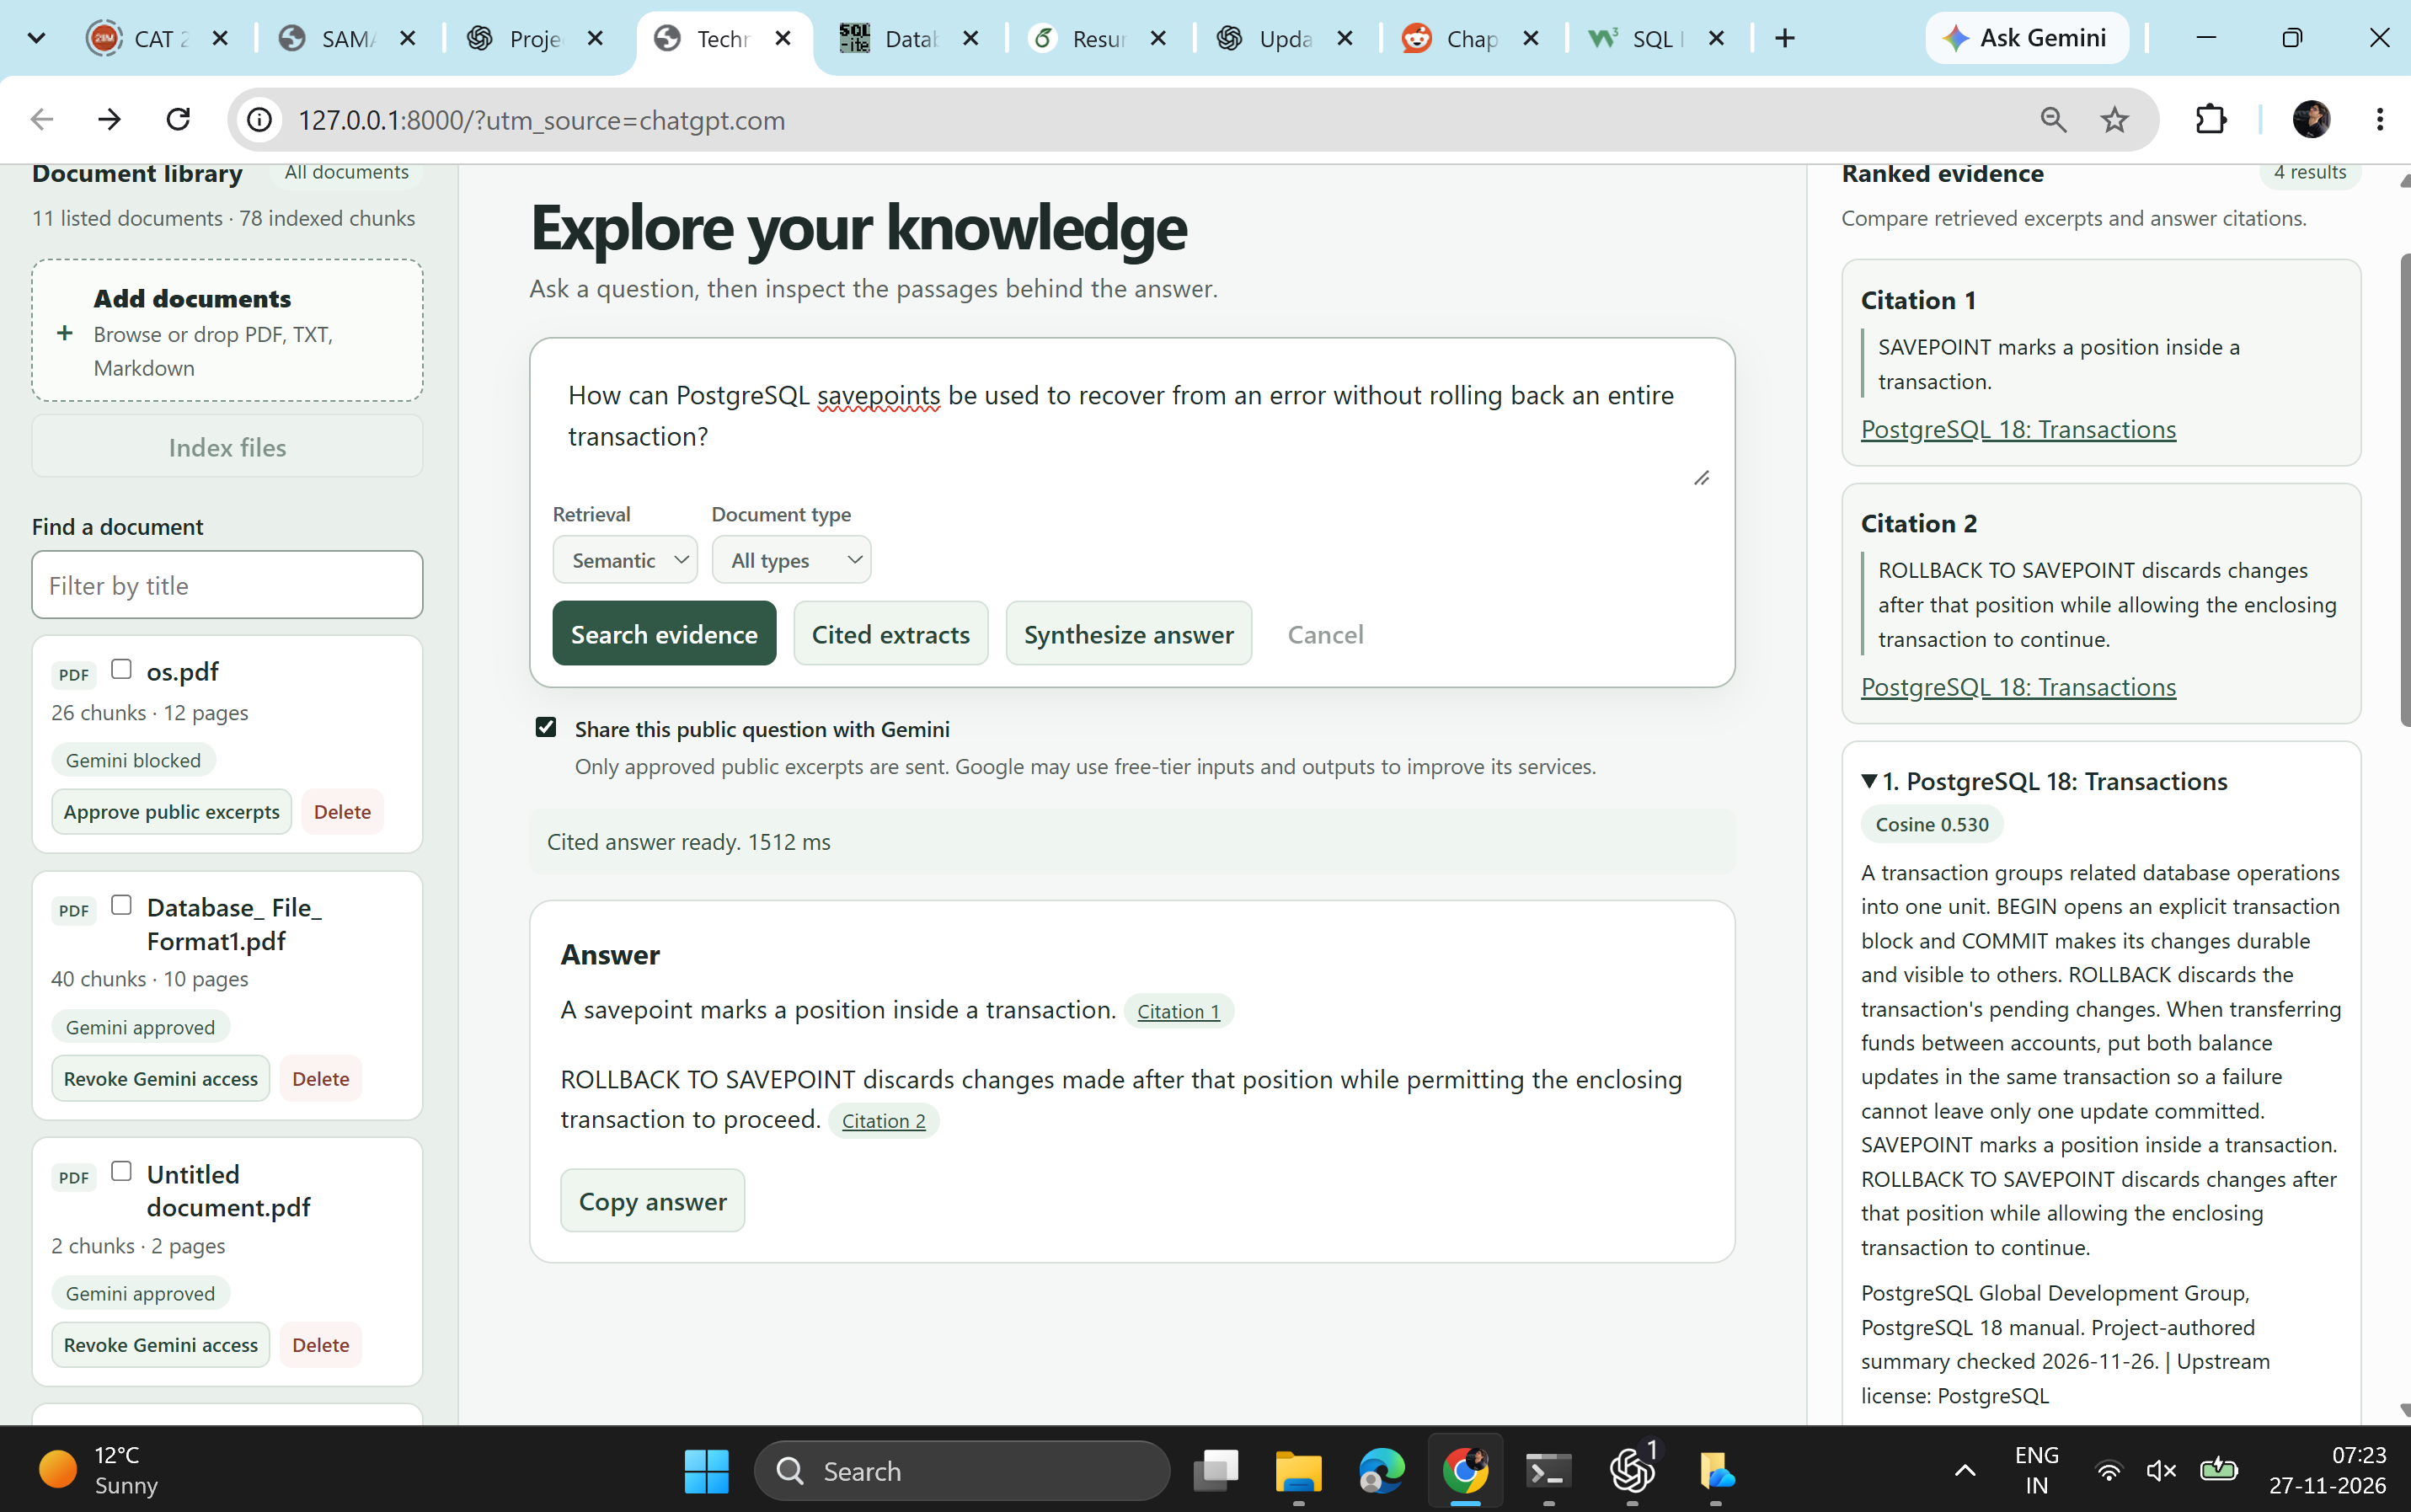 CAT 2
SAMA
Proje
Techr
Datab
Resur
Upda
Chap
SQL
Ask Gemini
127.0.0.1:8000/?utm_source=chatgpt.com
Document library
All documents
11 listed documents · 78 indexed chunks
Add documents
+
Browse or drop PDF, TXT,
Markdown
Index files
Find a document
Filter by title
PDF
os.pdf
26 chunks · 12 pages
Gemini blocked
Approve public excerpts
Delete
PDF
Database_ File_
Format1.pdf
40 chunks · 10 pages
Gemini approved
Revoke Gemini access
Delete
PDF
Untitled
document.pdf
2 chunks · 2 pages
Gemini approved
Revoke Gemini access
Delete
Explore your knowledge
Ask a question, then inspect the passages behind the answer.
How can PostgreSQL savepoints be used to recover from an error without rolling back an entire
transaction?
Retrieval
Document type
Semantic
All types
Search evidence
Cited extracts
Synthesize answer
Cancel
Share this public question with Gemini
Only approved public excerpts are sent. Google may use free-tier inputs and outputs to improve its services.
Cited answer ready. 1512 ms
Answer
A savepoint marks a position inside a transaction. Citation 1
ROLLBACK TO SAVEPOINT discards changes made after that position while permitting the enclosing
transaction to proceed. Citation 2
Copy answer
Ranked evidence
4 results
Compare retrieved excerpts and answer citations.
Citation 1
SAVEPOINT marks a position inside a
transaction.
PostgreSQL 18: Transactions
Citation 2
ROLLBACK TO SAVEPOINT discards changes
after that position while allowing the enclosing
transaction to continue.
PostgreSQL 18: Transactions
1. PostgreSQL 18: Transactions
Cosine 0.530
A transaction groups related database operations
into one unit. BEGIN opens an explicit transaction
block and COMMIT makes its changes durable
and visible to others. ROLLBACK discards the
transaction's pending changes. When transferring
funds between accounts, put both balance
updates in the same transaction so a failure
cannot leave only one update committed.
SAVEPOINT marks a position inside a transaction.
ROLLBACK TO SAVEPOINT discards changes after
that position while allowing the enclosing
transaction to continue.
PostgreSQL Global Development Group,
PostgreSQL 18 manual. Project-authored
summary checked 2026-11-26. | Upstream
license: PostgreSQL
12°C
Sunny
Search
1
ENG
IN
07:23
27-11-2026